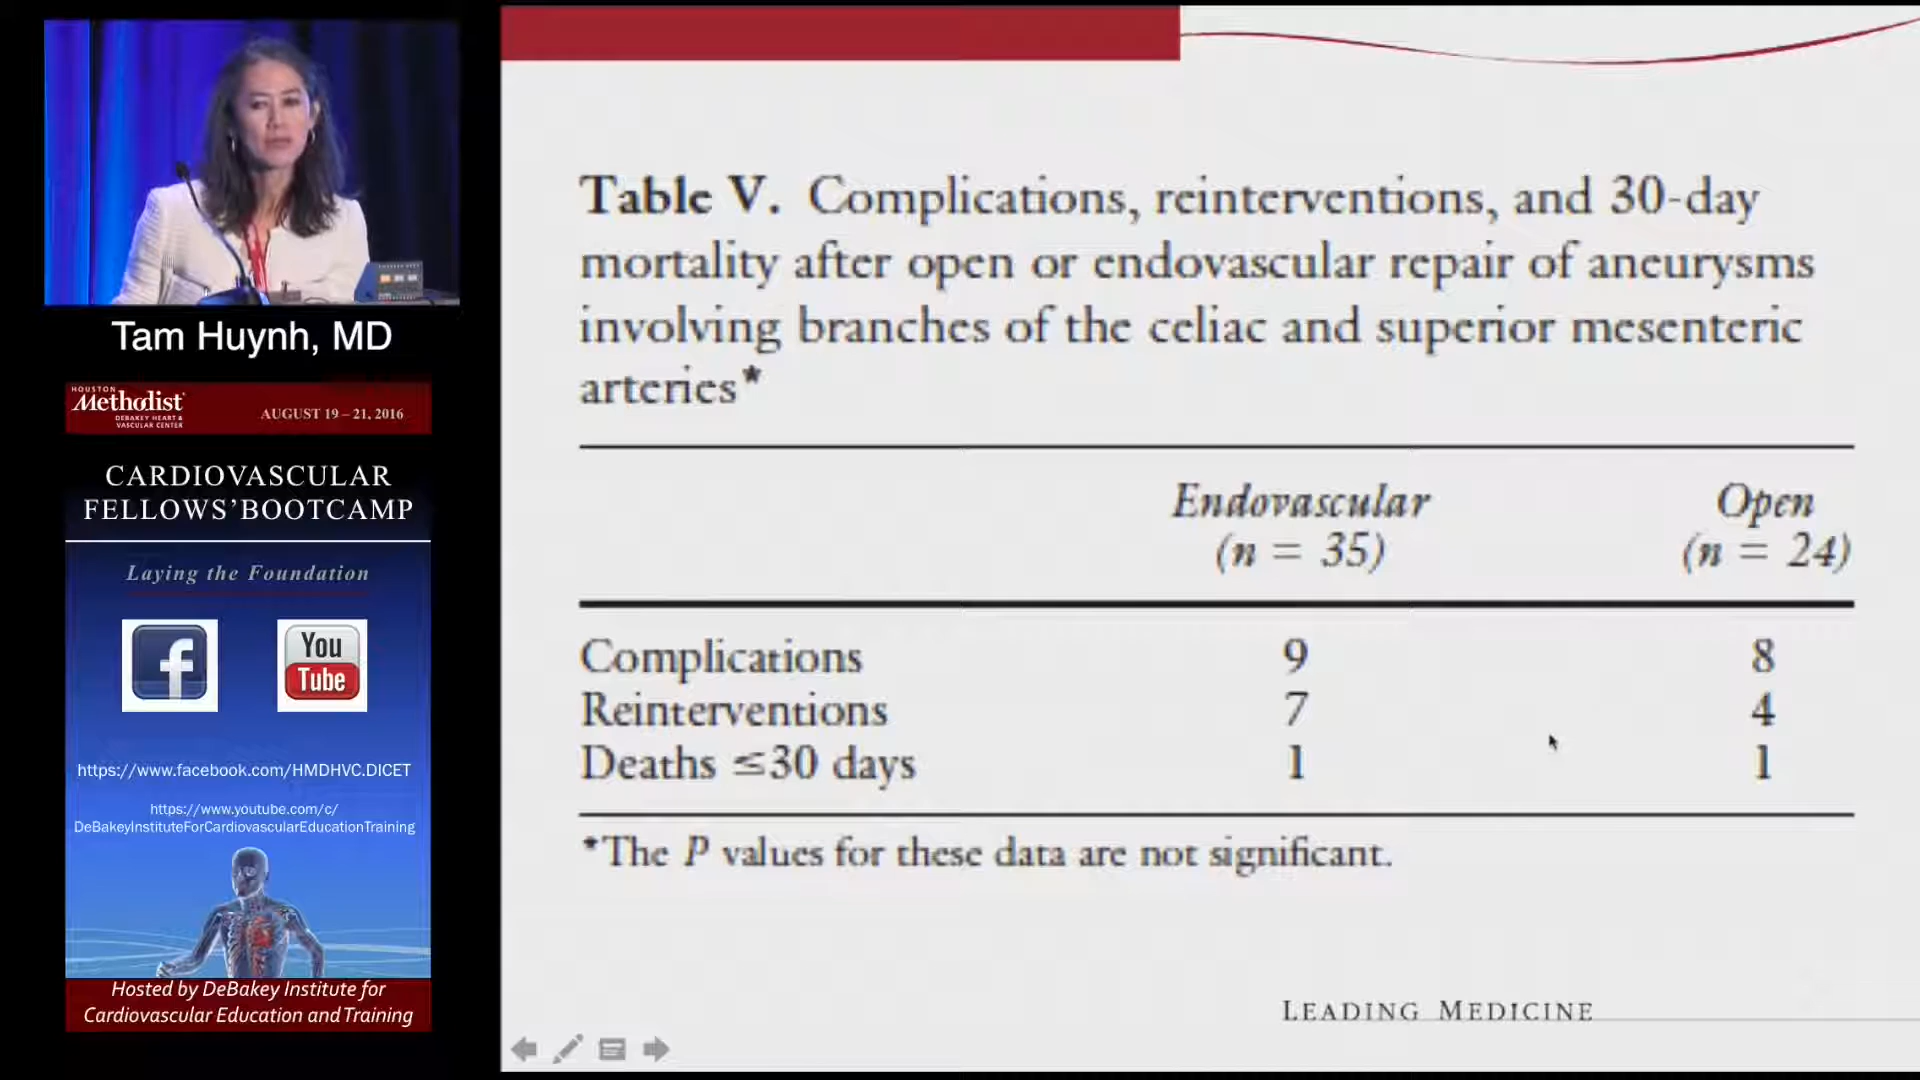 Tam Huynh, MD
HOUSTON
Methodist
DEBAKEY HEART &
VASCULAR CENTER
AUGUST 19 – 21, 2016
CARDIOVASCULAR
FELLOWS'BOOTCAMP
Laying the Foundation
f
You
Tube
https://www.facebook.com/HMDHVC.DICET
https://www.youtube.com/c/
DeBakeyInstituteForCardiovascularEducationTraining
Hosted by DeBakey Institute for
Cardiovascular Education and Training
Table V. Complications, reinterventions, and 30-day
mortality after open or endovascular repair of aneurysms
involving branches of the celiac and superior mesenteric
arteries*
Endovascular Open
(n = 35) (n = 24)
Complications 9 8
Reinterventions 7 4
Deaths ≤30 days 1 1
*The P values for these data are not significant.
LEADING MEDICINE